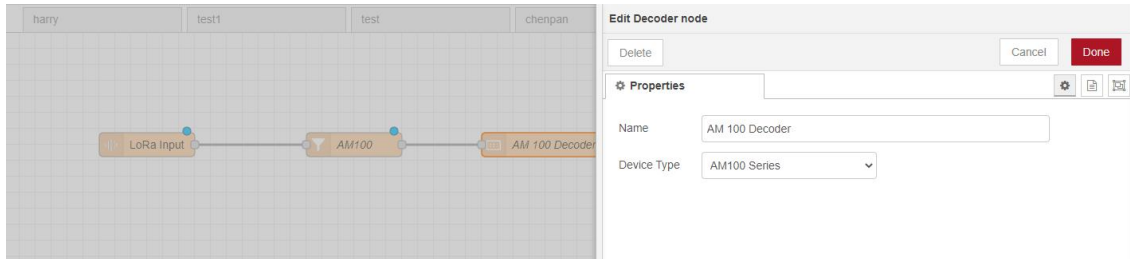 harry
test1
test
chenpan
LoRa Input
AM100
AM 100 Decoder
Edit Decoder node
Delete
Cancel
Done
Properties
Name
AM 100 Decoder
Device Type
AM100 Series